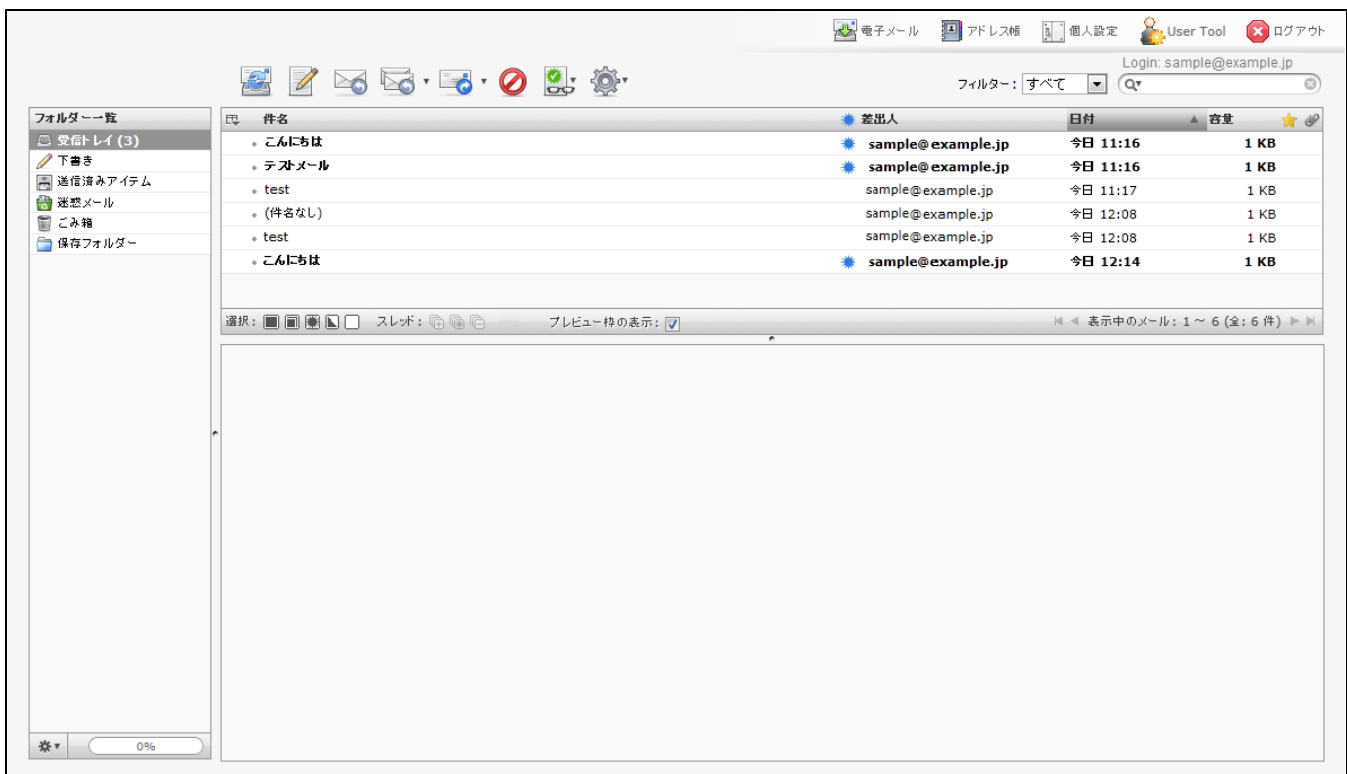 電子メール アドレス帳 個人設定 User Tool ログアウト
Login: sample@example.jp
フィルター: すべて
フォルダー一覧
受信トレイ (3)
下書き
送信済みアイテム
迷惑メール
ごみ箱
保存フォルダー
件名 差出人 日付 容量
こんにちは sample@example.jp 今日 11:16 1 KB
テストメール sample@example.jp 今日 11:16 1 KB
test sample@example.jp 今日 11:17 1 KB
(件名なし) sample@example.jp 今日 12:08 1 KB
test sample@example.jp 今日 12:08 1 KB
こんにちは sample@example.jp 今日 12:14 1 KB
選択: スレッド: プレビュー枠の表示: 表示中のメール: 1 ～ 6 (全: 6 件)
0%